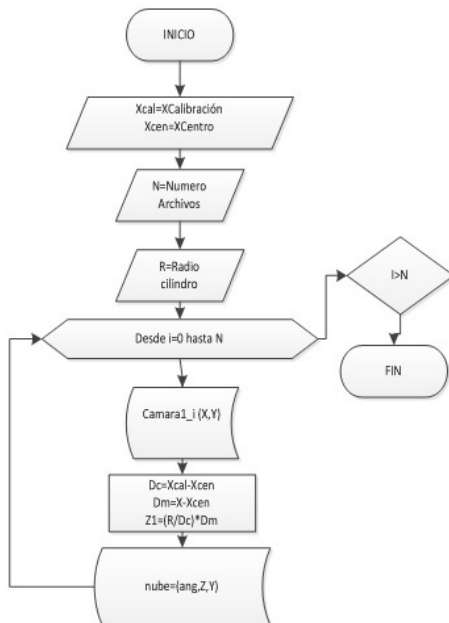 INICIO
Xcal=XCalibración
Xcen=XCentro
N=Numero
Archivos
R=Radio
cilindro
I>N
Desde i=0 hasta N
FIN
Camara1_i (X,Y)
Dc=Xcal-Xcen
Dm=X-Xcen
Z1=(R/Dc)*Dm
nube=(ang,Z,Y)